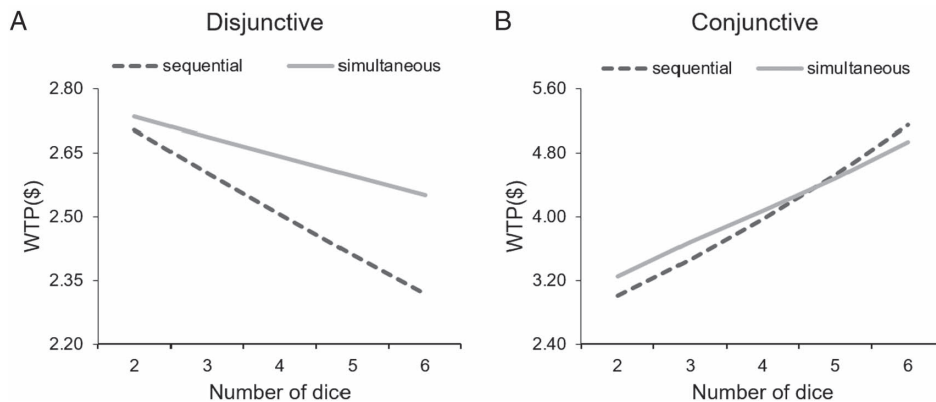 A
Disjunctive
sequential
simultaneous
WTP($)
2.80
2.65
2.50
2.35
2.20
2 3 4 5 6
Number of dice
B
Conjunctive
sequential
simultaneous
WTP($)
5.60
4.80
4.00
3.20
2.40
2 3 4 5 6
Number of dice